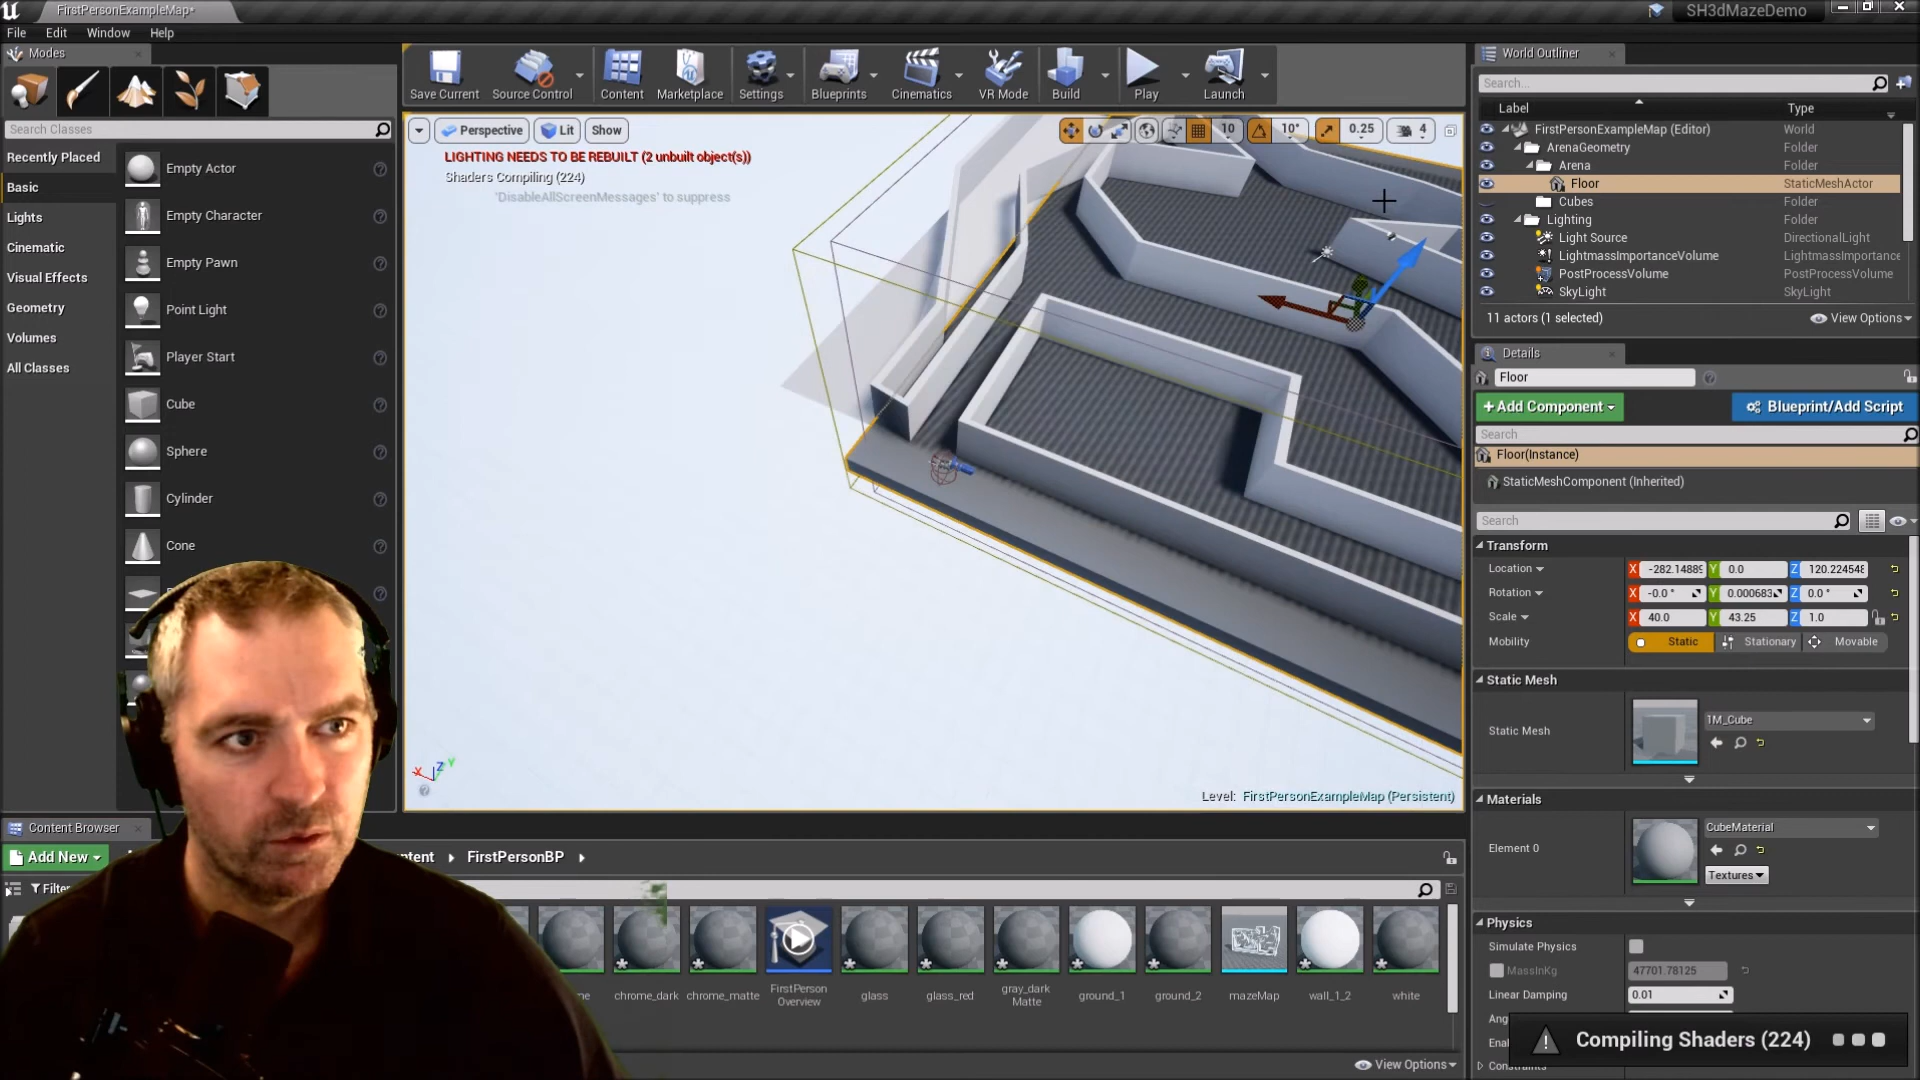 FirstPersonExampleMap*
SH3dMazeDemo
File Edit Window Help
Modes
Search Classes
Recently Placed
Basic
Lights
Cinematic
Visual Effects
Geometry
Volumes
All Classes
Empty Actor
Empty Character
Empty Pawn
Point Light
Player Start
Cube
Sphere
Cylinder
Cone
Save Current
Source Control
Content
Marketplace
Settings
Blueprints
Cinematics
VR Mode
Build
Play
Launch
Perspective Lit Show
10 10° 0.25 4
LIGHTING NEEDS TO BE REBUILT (2 unbuilt object(s))
Shaders Compiling (224)
'DisableAllScreenMessages' to suppress
X Z Y
Level: FirstPersonExampleMap (Persistent)
World Outliner
Search...
Label Type
FirstPersonExampleMap (Editor) World
ArenaGeometry Folder
Arena Folder
Floor StaticMeshActor
Cubes Folder
Lighting Folder
Light Source DirectionalLight
LightmassImportanceVolume LightmassImportance
PostProcessVolume PostProcessVolume
SkyLight SkyLight
11 actors (1 selected) View Options
Details
Floor
+Add Component Blueprint/Add Script
Search
Floor(Instance)
StaticMeshComponent (Inherited)
Search
Transform
Location X -282.14889 Y 0.0 Z 120.224548
Rotation X -0.0 ° Y 0.000683 Z 0.0 °
Scale X 40.0 Y 43.25 Z 1.0
Mobility Static Stationary Movable
Static Mesh
Static Mesh 1M_Cube
Materials
Element 0 CubeMaterial
Textures
Physics
Simulate Physics
MassInKg 47701.78125
Linear Damping 0.01
Ang
Ena
Constraints
Compiling Shaders (224)
Content Browser
Add New
ntent FirstPersonBP
Filter
me
chrome_dark
chrome_matte
FirstPerson Overview
glass
glass_red
gray_dark Matte
ground_1
ground_2
mazeMap
wall_1_2
white
View Options